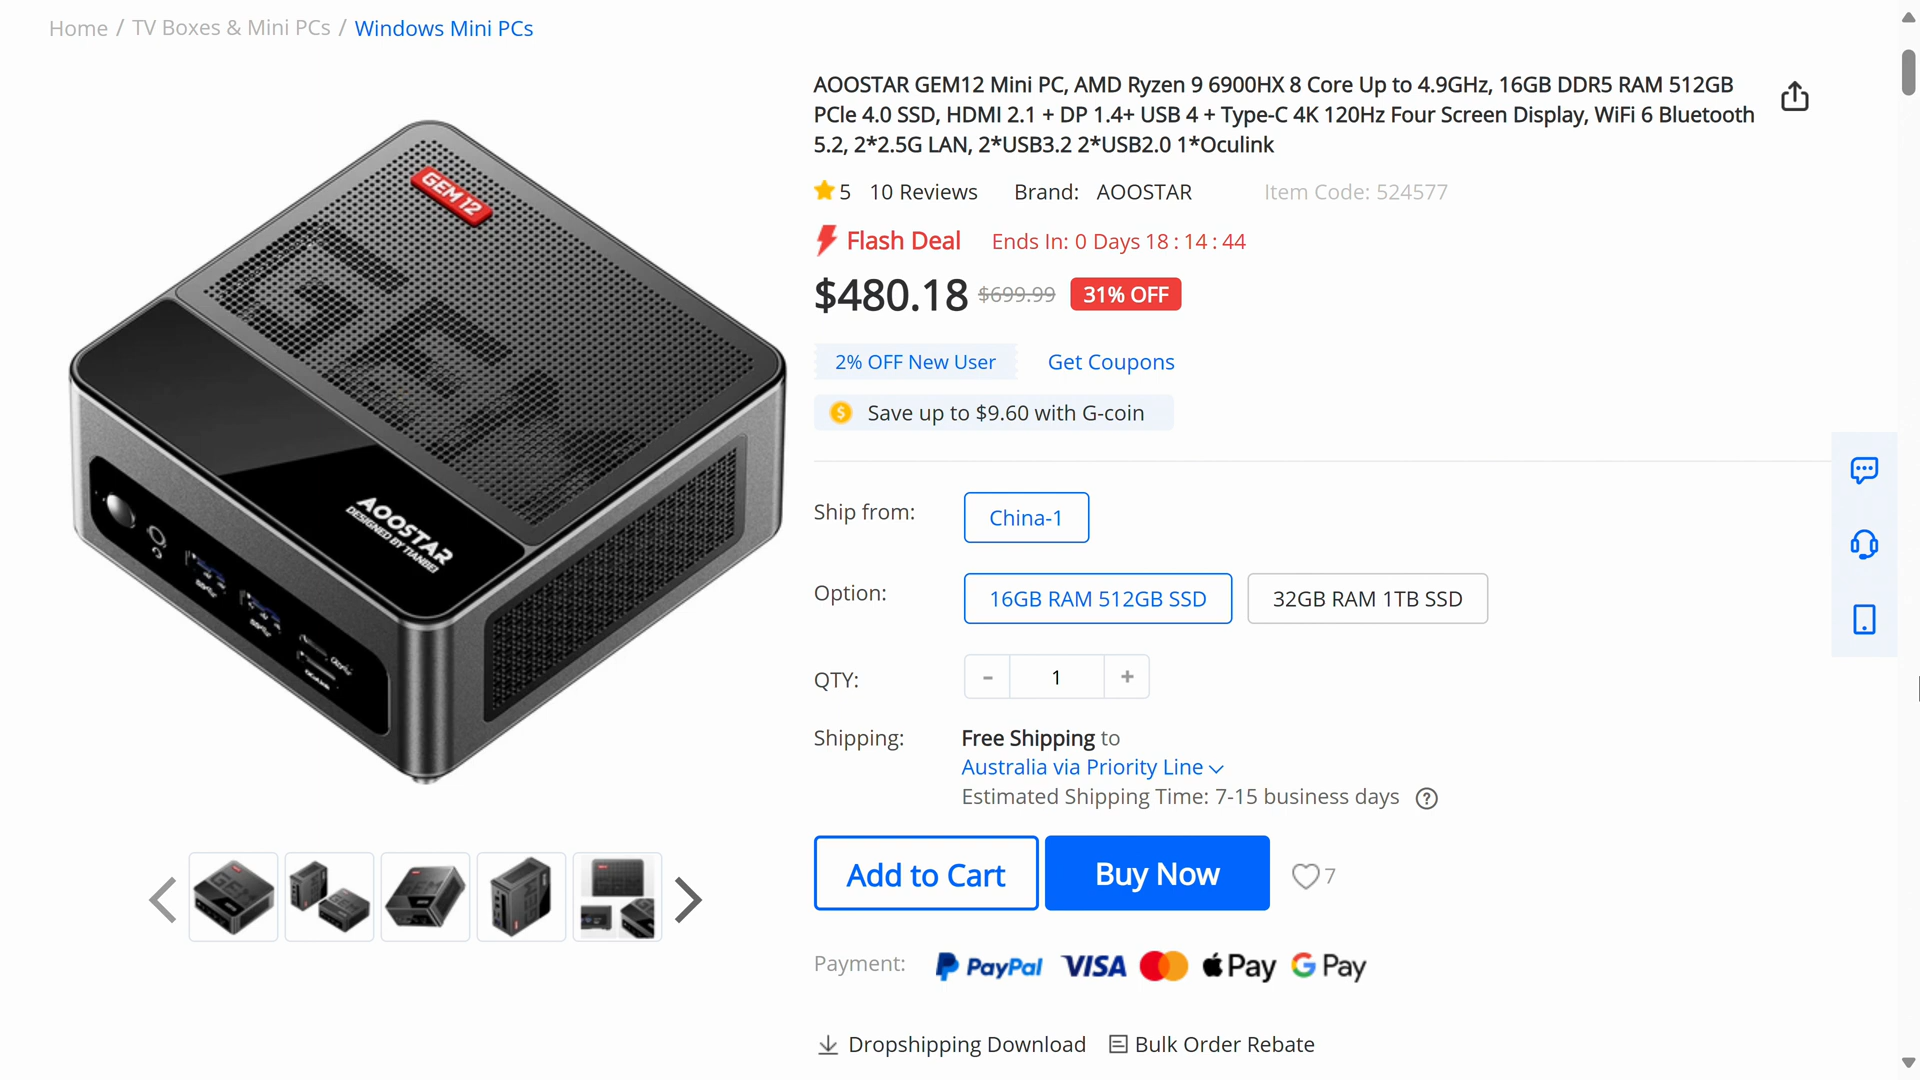 Home / TV Boxes & Mini PCs / Windows Mini PCs
AOOSTAR GEM12 Mini PC, AMD Ryzen 9 6900HX 8 Core Up to 4.9GHz, 16GB DDR5 RAM 512GB
PCle 4.0 SSD, HDMI 2.1 + DP 1.4+ USB 4 + Type-C 4K 120Hz Four Screen Display, WiFi 6 Bluetooth
5.2, 2*2.5G LAN, 2*USB3.2 2*USB2.0 1*Oculink
5 10 Reviews Brand: AOOSTAR Item Code: 524577
Flash Deal Ends In: 0 Days 18 : 14 : 44
$480.18 $699.99 31% OFF
2% OFF New User Get Coupons
$ Save up to $9.60 with G-coin
GEM12
GEM
AOOSTAR
DESIGNED BY TIANBEI
Ship from: China-1
Option: 16GB RAM 512GB SSD 32GB RAM 1TB SSD
QTY: - 1 +
Shipping: Free Shipping to
Australia via Priority Line
Estimated Shipping Time: 7-15 business days ?
Add to Cart Buy Now 7
Payment: PayPal VISA Pay G Pay
Dropshipping Download Bulk Order Rebate